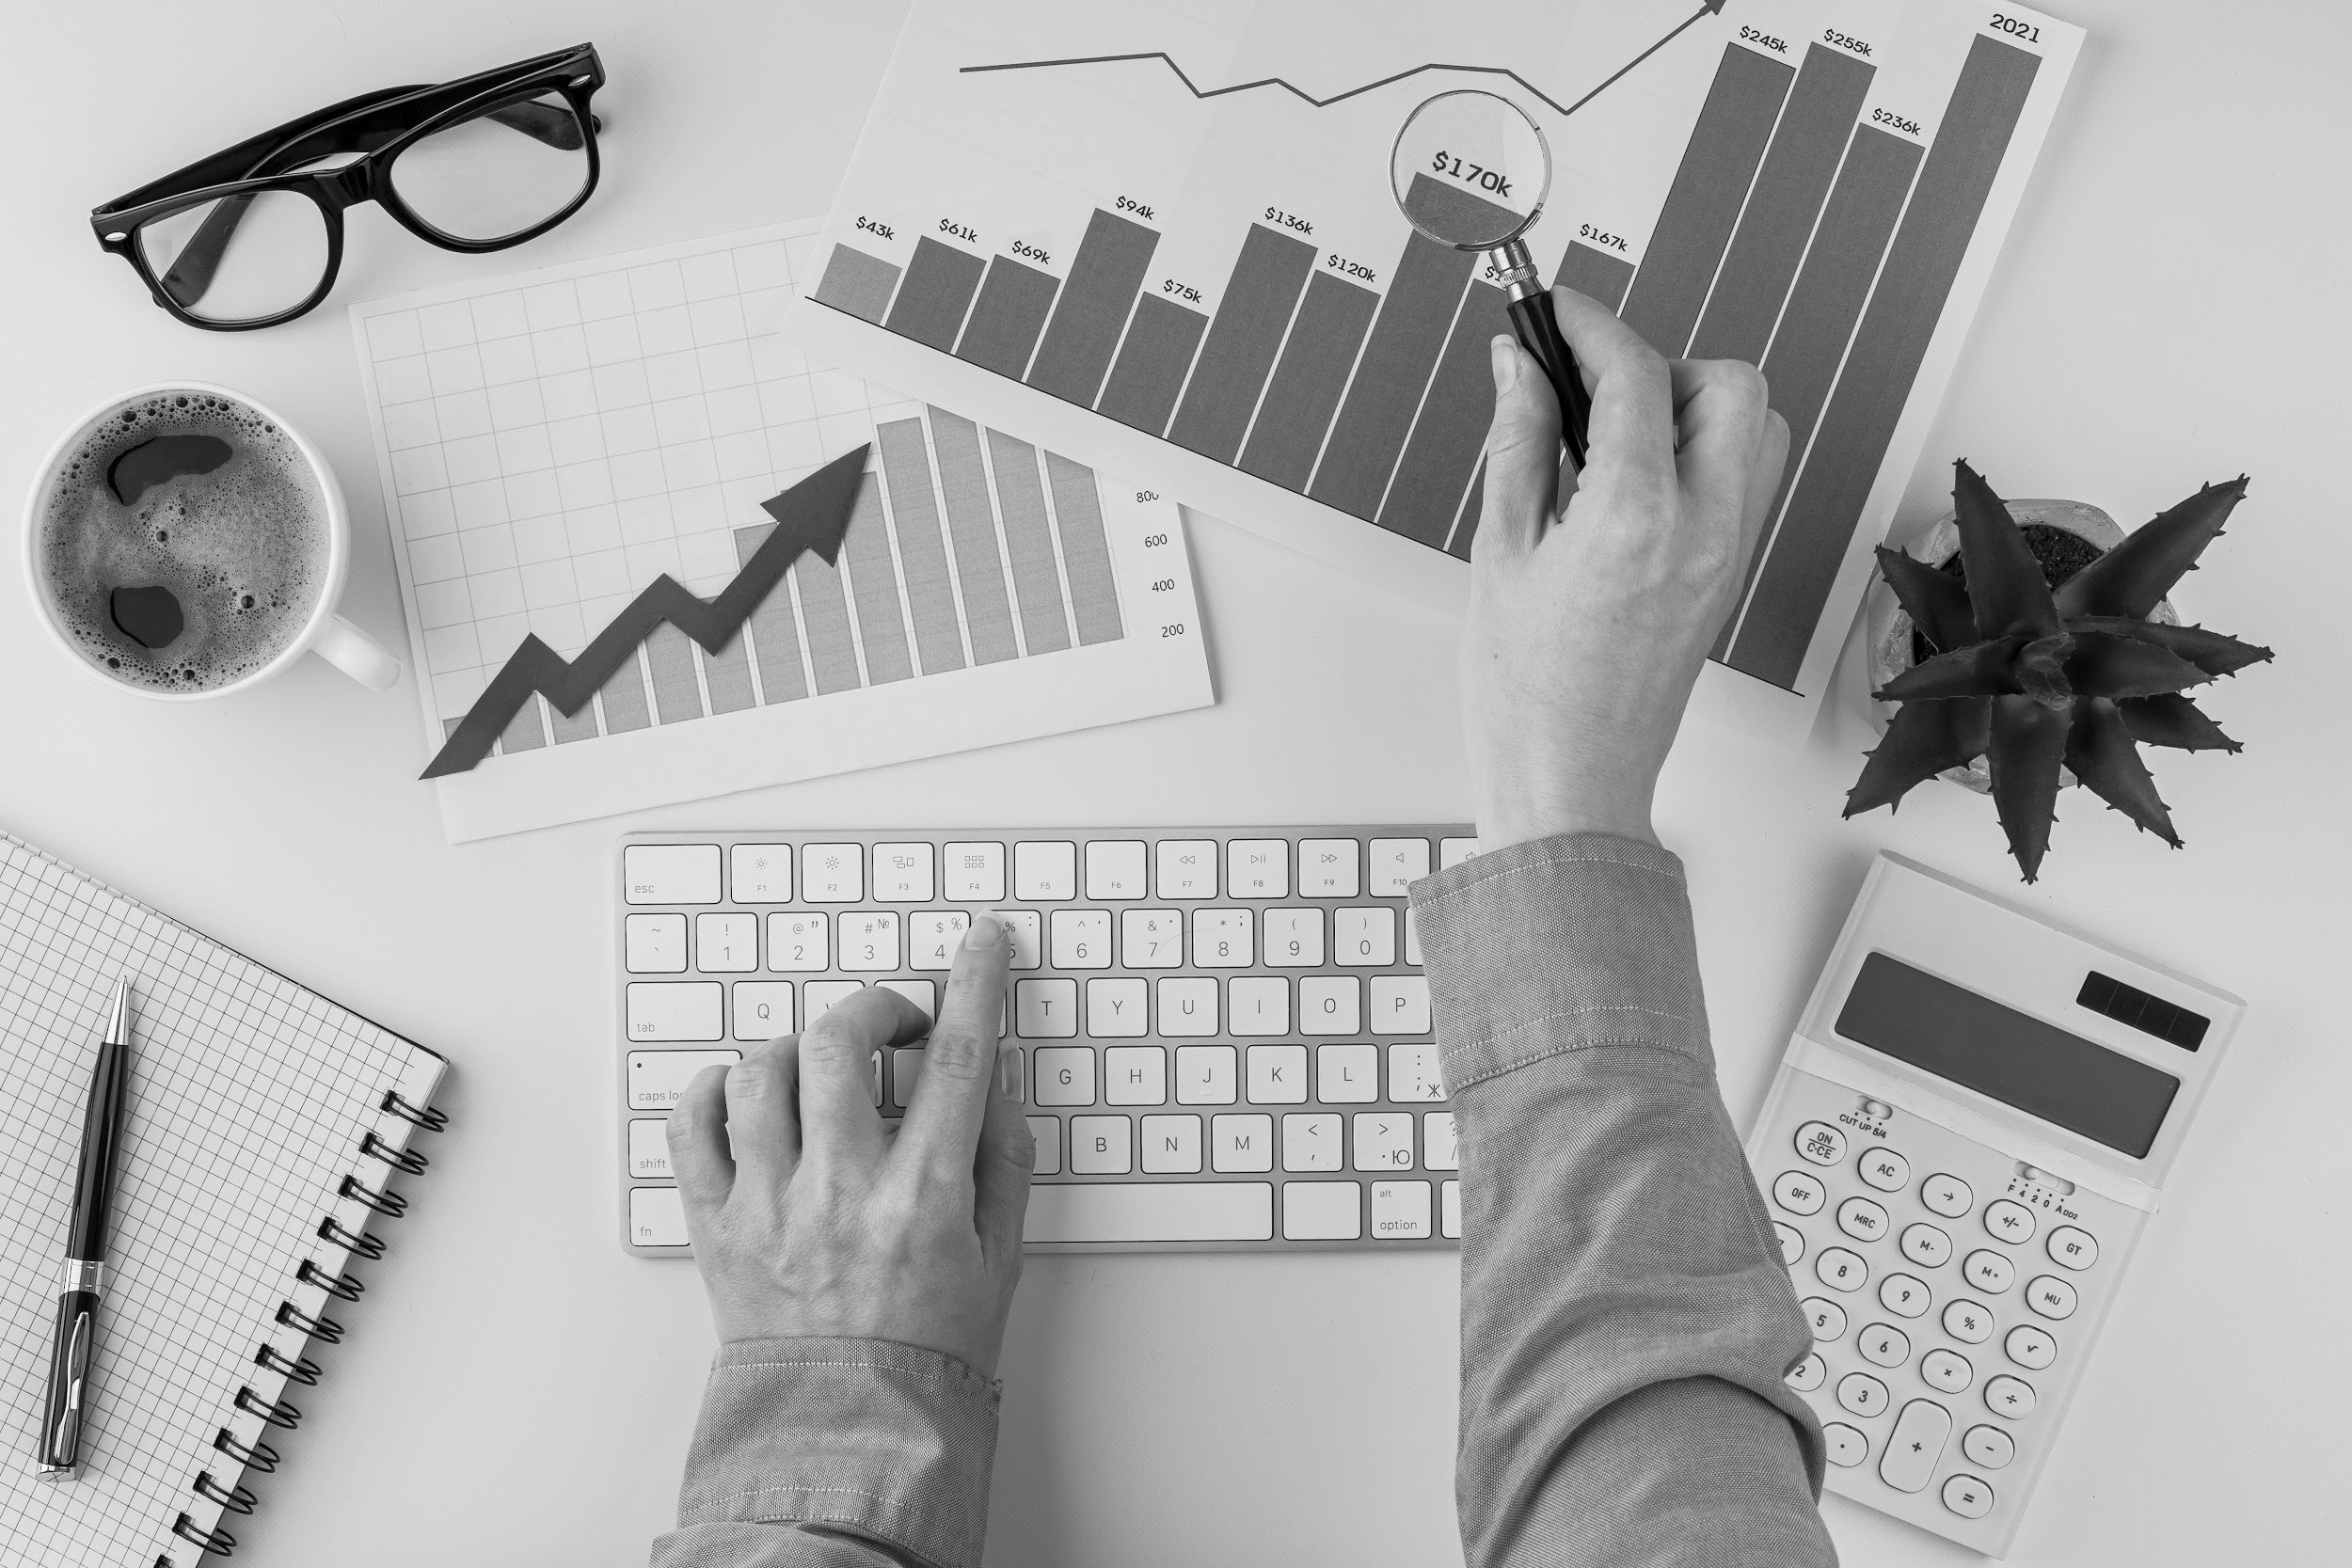 2021
$245k
$255k
$236k
$170k
$94k
$136k
$43k
$61k
$69k
$75k
$120k
$167k
800
600
400
200
esc
F1
F2
F3
F4
F5
F6
F7
F8
F9
F10
~ `
! 1
@ " 2
# № 3
$ % 4
% : 5
^ ' 6
& . 7
* ; 8
( 9
) 0
tab
Q
T
Y
U
I
O
P
caps loc
G
H
J
K
L
: ; Ж
shift
B
N
M
< ,
> . Ю
fn
alt
option
CUT UP 5/4
F 4 2 0 ADD2
ON
C·CE
AC
→
+/-
GT
OFF
MRC
M-
M+
MU
7
8
9
%
√
5
6
×
÷
2
3
+
-
.
=